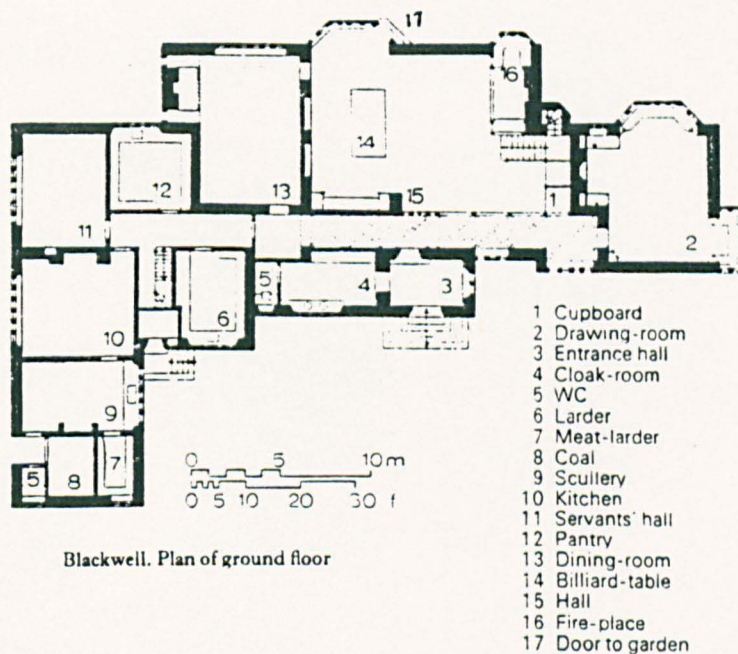 17
16
14
12
13
15
1
11
2
5
4
3
6
10
9
7
5
8
0 5 10 m
0 5 10 20 30 f
Blackwell. Plan of ground floor
1 Cupboard
2 Drawing-room
3 Entrance hall
4 Cloak-room
5 WC
6 Larder
7 Meat-larder
8 Coal
9 Scullery
10 Kitchen
11 Servants' hall
12 Pantry
13 Dining-room
14 Billiard-table
15 Hall
16 Fire-place
17 Door to garden